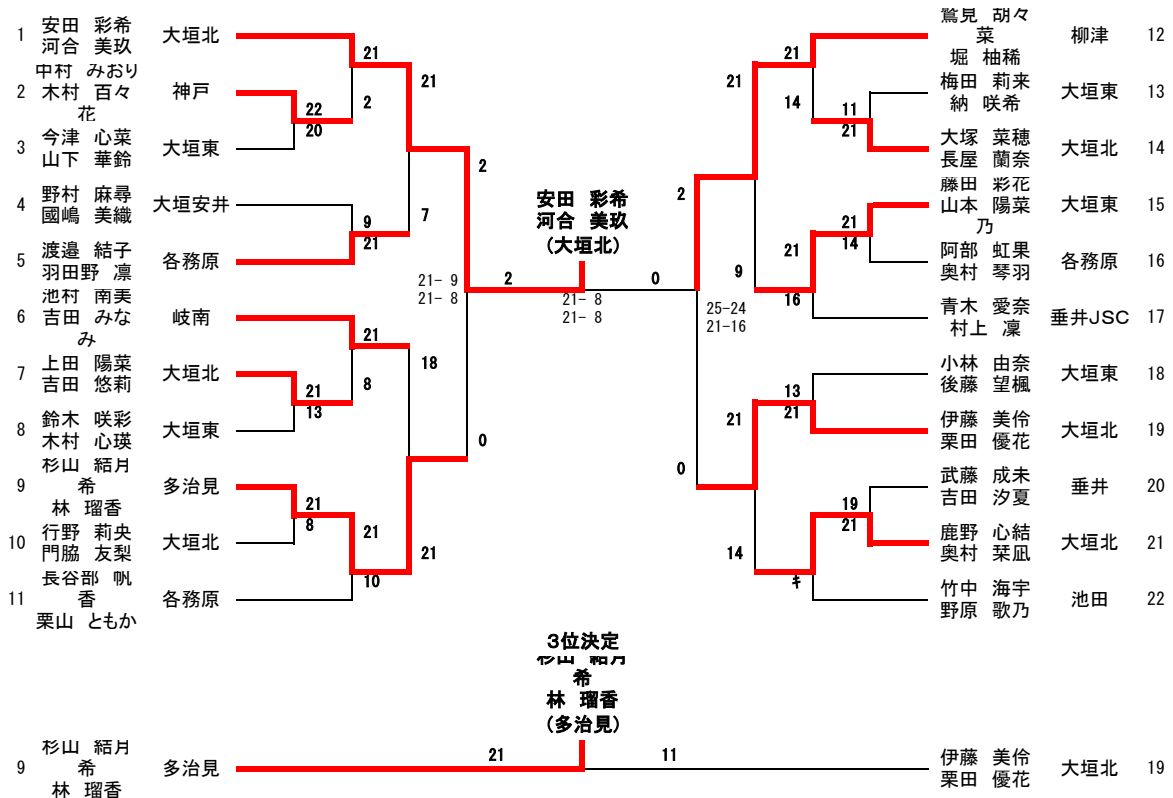 1 安田 彩希 大垣北
河合 美玖
2 中村 みおり 神戸
木村 百々
花
3 今津 心菜 大垣東
山下 華鈴
4 野村 麻尋 大垣安井
國嶋 美織
5 渡邉 結子 各務原
羽田野 凛
6 池村 南美 岐南
吉田 みな
み
7 上田 陽菜 大垣北
吉田 悠莉
8 鈴木 咲彩 大垣東
木村 心瑛
9 杉山 結月 多治見
希
林 瑠香
10 行野 莉央 大垣北
門脇 友梨
11 長谷部 帆 各務原
香
栗山 ともか
21
2
22
20
21
9
21
7
2
21
8
21
13
18
21
8
21
10
21
0
21- 9
21- 8
2
安田 彩希
河合 美玖
(大垣北)
21- 8
21- 8
0
2
25-24
21-16
0
21
21
14
11
21
9
21
14
21
16
21
13
21
14
19
21
キ
鷲見 胡々 柳津 12
菜
堀 柚稀
梅田 莉来 大垣東 13
納 咲希
大塚 菜穂 大垣北 14
長屋 蘭奈
藤田 彩花 大垣東 15
山本 陽菜
乃
阿部 虹果 各務原 16
奥村 琴羽
青木 愛奈 垂井JSC 17
村上 凛
小林 由奈 大垣東 18
後藤 望楓
伊藤 美伶 大垣北 19
栗田 優花
武藤 成未 垂井 20
吉田 汐夏
鹿野 心結 大垣北 21
奥村 栞凪
竹中 海宇 池田 22
野原 歌乃
3位決定
杉山 結月
希
林 瑠香
(多治見)
9 杉山 結月 多治見
希
林 瑠香
21
11
伊藤 美伶 大垣北 19
栗田 優花